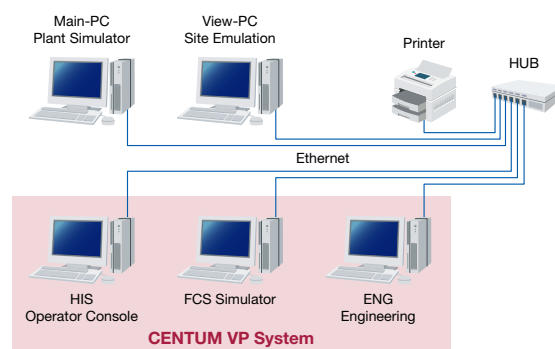 Main-PC
Plant Simulator
View-PC
Site Emulation
Printer
HUB
Ethernet
HIS
Operator Console
FCS Simulator
ENG
Engineering
CENTUM VP System